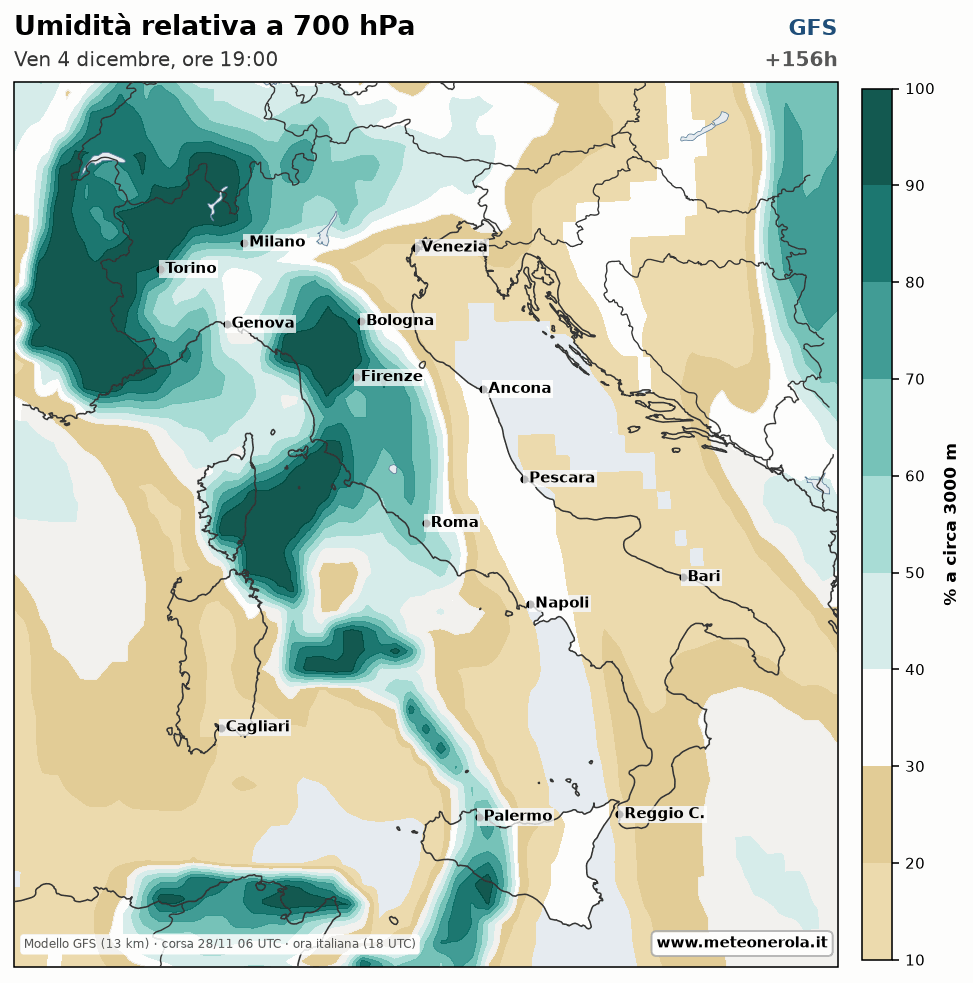 Umidità relativa a 700 hPa
GFS
Ven 4 dicembre, ore 19:00
+156h
100
90
80
70
60
50
40
30
20
10
% a circa 3000 m
Milano
Venezia
Torino
Genova
Bologna
Firenze
Ancona
Pescara
Roma
Bari
Napoli
Cagliari
Palermo
Reggio C.
Modello GFS (13 km) · corsa 28/11 06 UTC · ora italiana (18 UTC)
www.meteonerola.it